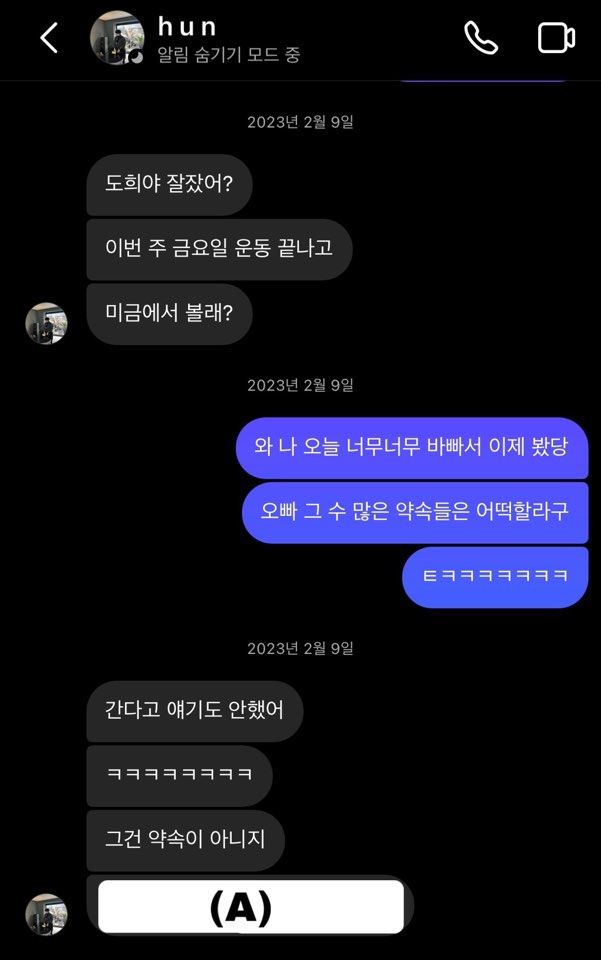 h u n
알림 숨기기 모드 중
2023년 2월 9일
도희야 잘잤어?
이번 주 금요일 운동 끝나고
미금에서 볼래?
2023년 2월 9일
와 나 오늘 너무너무 바빠서 이제 봤당
오빠 그 수 많은 약속들은 어떡할라구
ㅌㅋㅋㅋㅋㅋㅋㅋ
2023년 2월 9일
간다고 얘기도 안했어
ㅋㅋㅋㅋㅋㅋㅋㅋ
그건 약속이 아니지
(A)